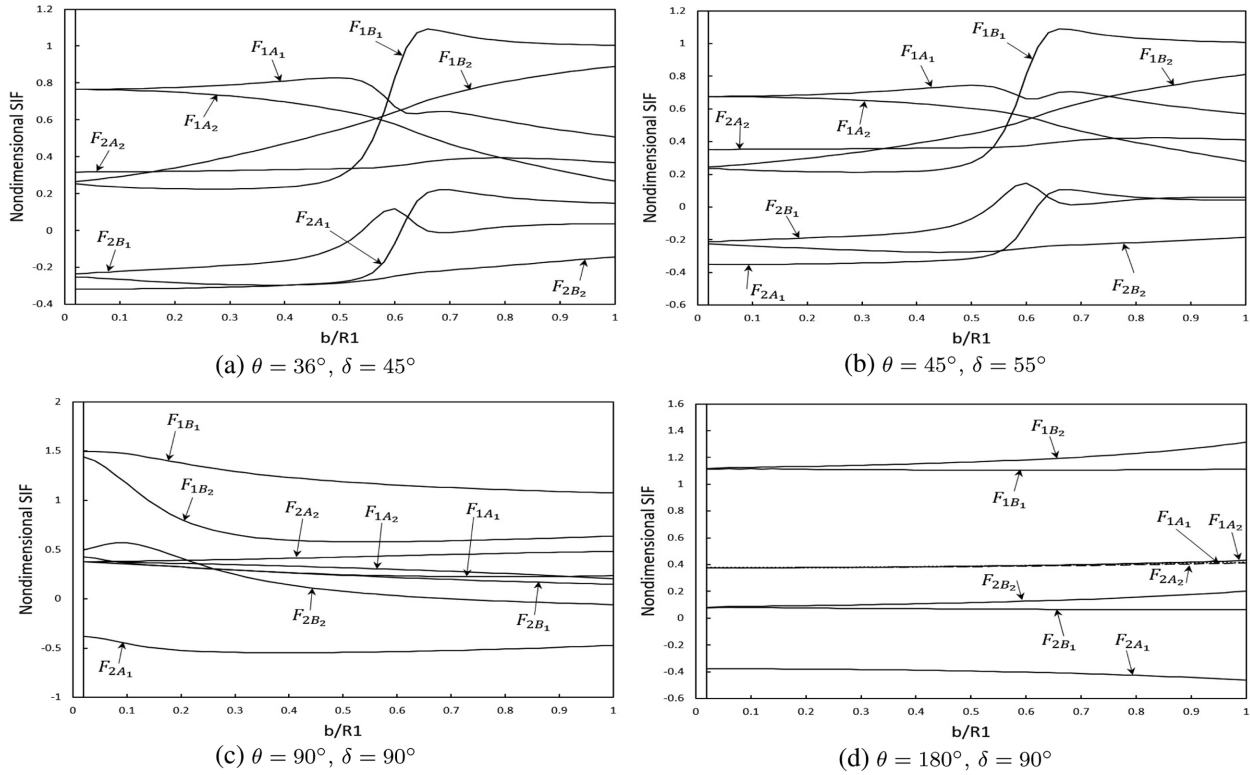 1.2
1
0.8
0.6
0.4
0.2
0
-0.2
-0.4
Nondimensional SIF
F1A1
F1A2
F1B1
F1B2
F2A2
F2A1
F2B1
F2B2
0 0.1 0.2 0.3 0.4 0.5 0.6 0.7 0.8 0.9 1
b/R1
(a) θ = 36°, δ = 45°
1.2
1
0.8
0.6
0.4
0.2
0
-0.2
-0.4
-0.6
Nondimensional SIF
F1B1
F1A1
F1B2
F2A2
F1A2
F2B1
F2A1
F2B2
0 0.1 0.2 0.3 0.4 0.5 0.6 0.7 0.8 0.9 1
b/R1
(b) θ = 45°, δ = 55°
2
1.5
1
0.5
0
-0.5
-1
Nondimensional SIF
F1B1
F1B2
F2A2
F1A2
F1A1
F2B2
F2B1
F2A1
0 0.1 0.2 0.3 0.4 0.5 0.6 0.7 0.8 0.9 1
b/R1
(c) θ = 90°, δ = 90°
1.6
1.4
1.2
1
0.8
0.6
0.4
0.2
0
-0.2
-0.4
-0.6
Nondimensional SIF
F1B2
F1B1
F1A1
F1A2
F2A2
F2B2
F2B1
F2A1
0 0.1 0.2 0.3 0.4 0.5 0.6 0.7 0.8 0.9 1
b/R1
(d) θ = 180°, δ = 90°